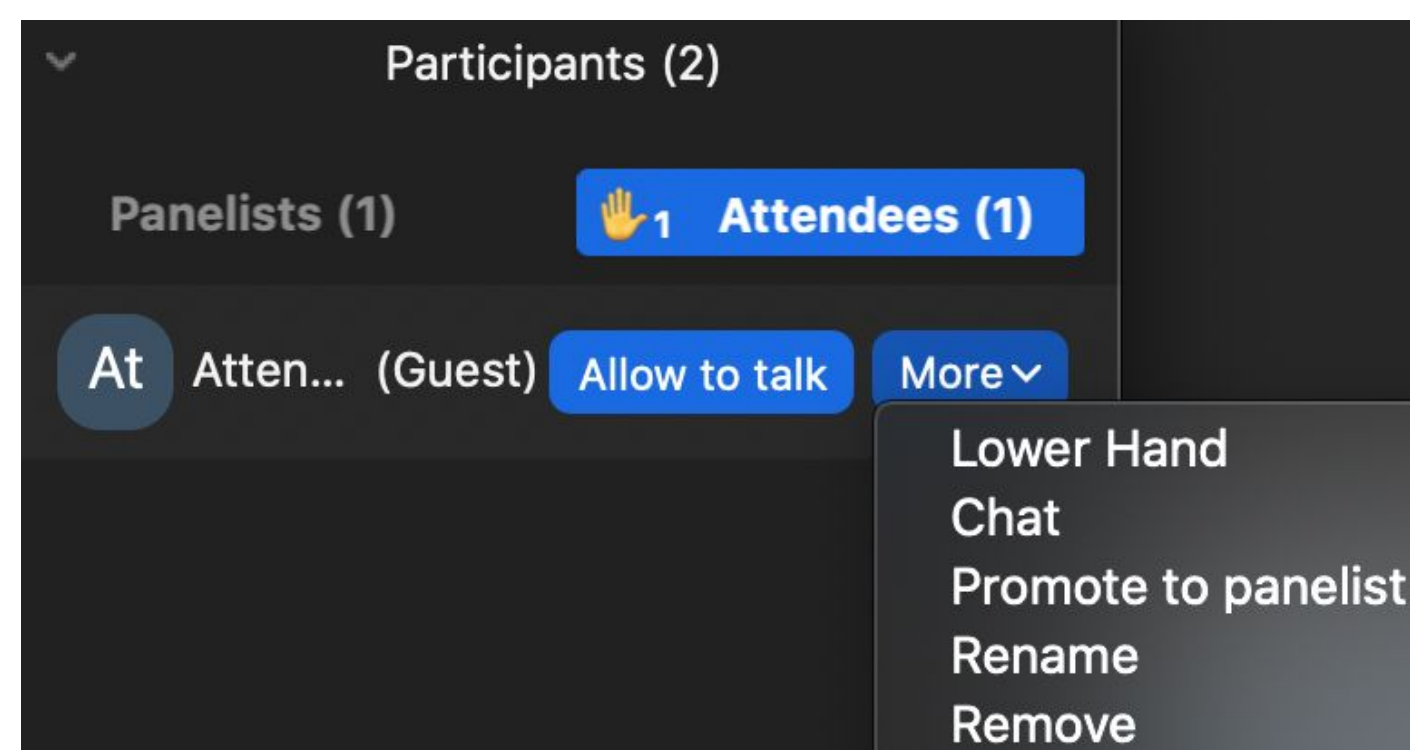 Participants (2)
Panelists (1)
1 Attendees (1)
At Atten... (Guest) Allow to talk More
Lower Hand
Chat
Promote to panelist
Rename
Remove